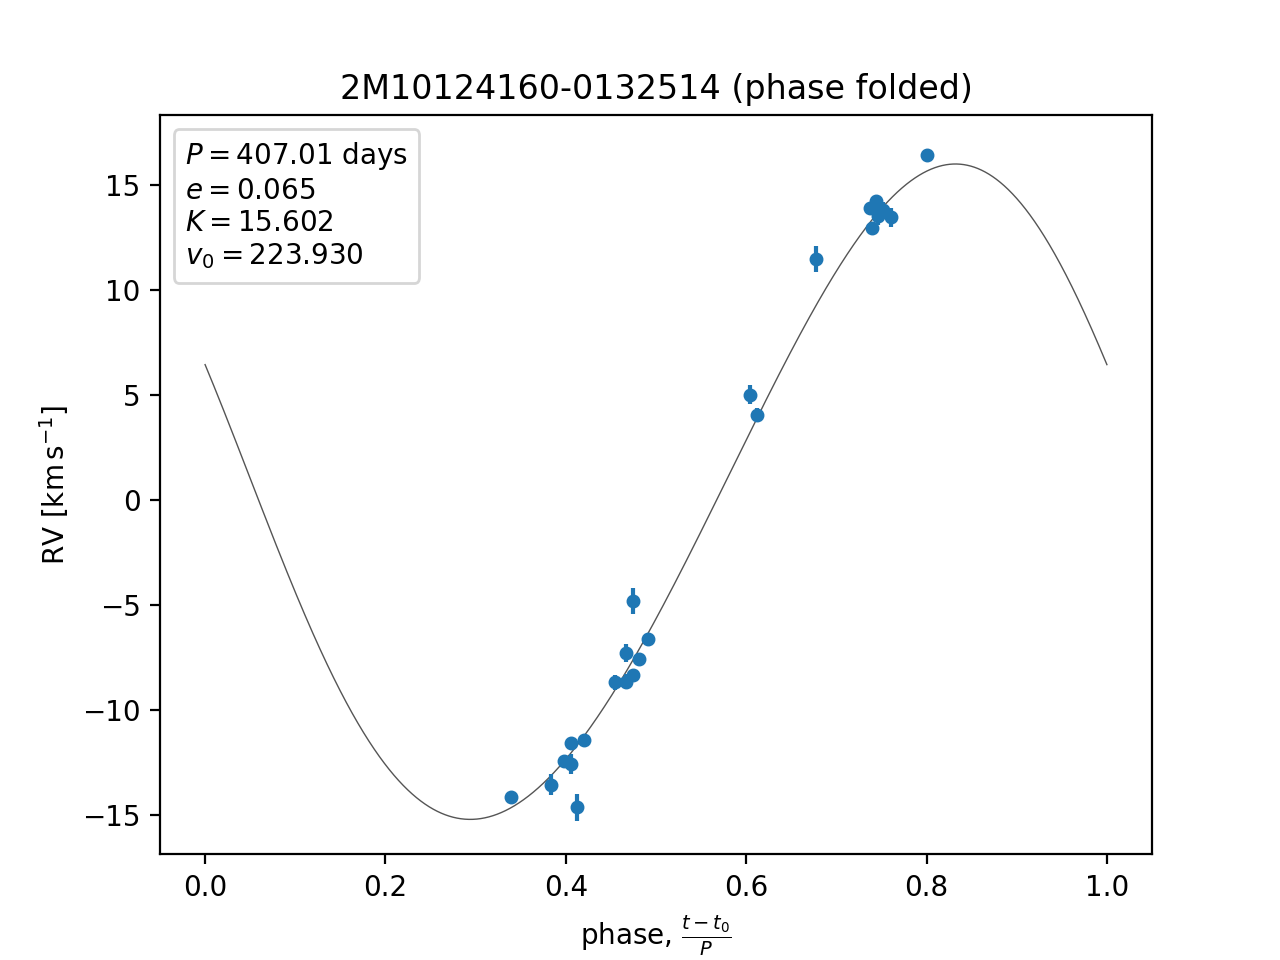 2M10124160-0132514 (phase folded)
P = 407.01 days
e = 0.065
K = 15.602
v₀ = 223.930
15
10
5
0
−5
−10
−15
RV [km s⁻¹]
0.0 0.2 0.4 0.6 0.8 1.0
phase, (t − t₀)/P